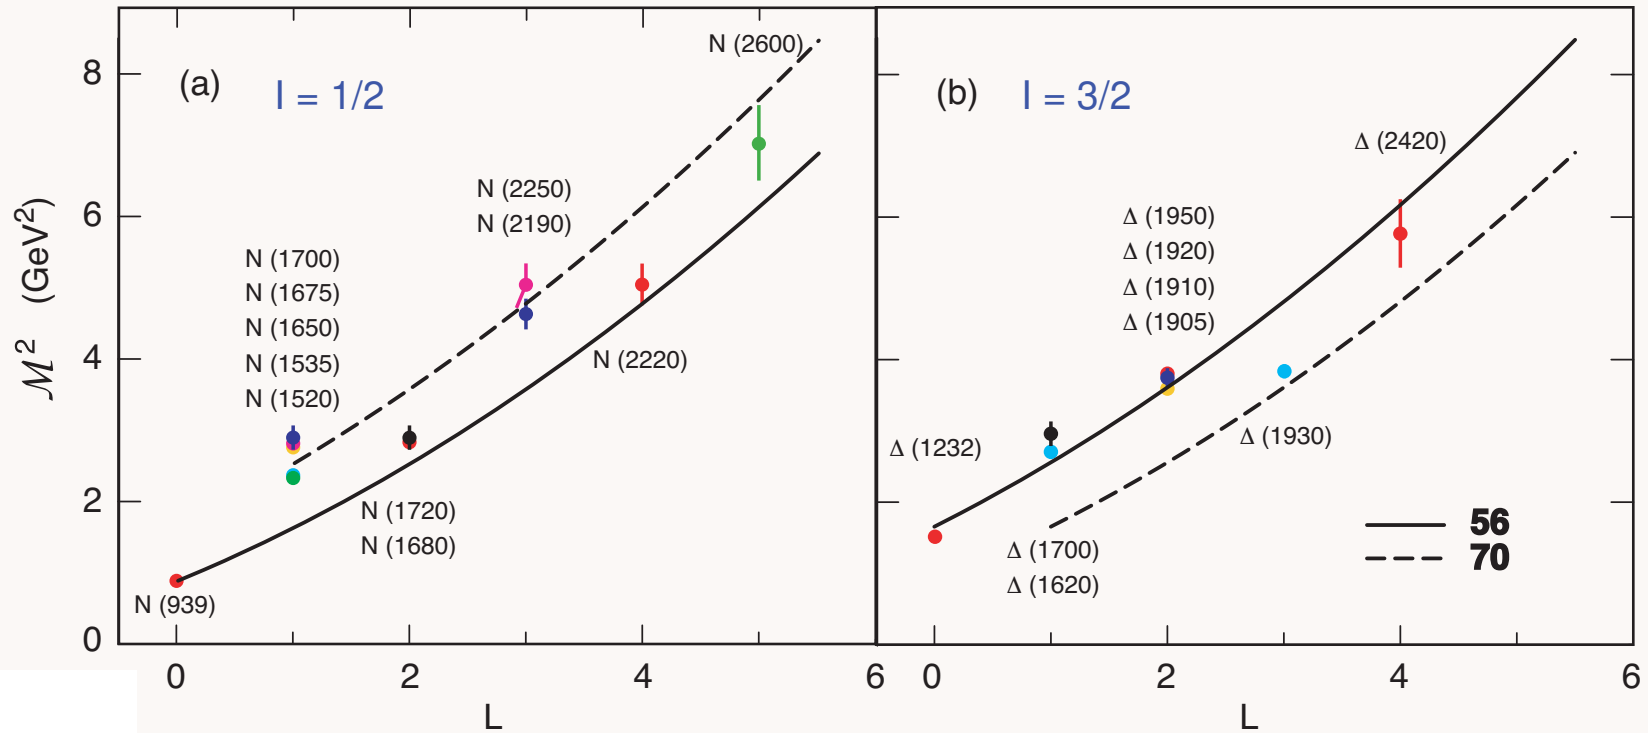 (a)
I = 1/2
N (2600)
N (2250)
N (2190)
N (1700)
N (1675)
N (1650)
N (1535)
N (1520)
N (2220)
N (1720)
N (1680)
N (939)
8
6
4
2
0
ℳ² (GeV²)
0 2 4 6
L
(b)
I = 3/2
Δ (2420)
Δ (1950)
Δ (1920)
Δ (1910)
Δ (1905)
Δ (1232)
Δ (1930)
Δ (1700)
Δ (1620)
56
70
0 2 4 6
L